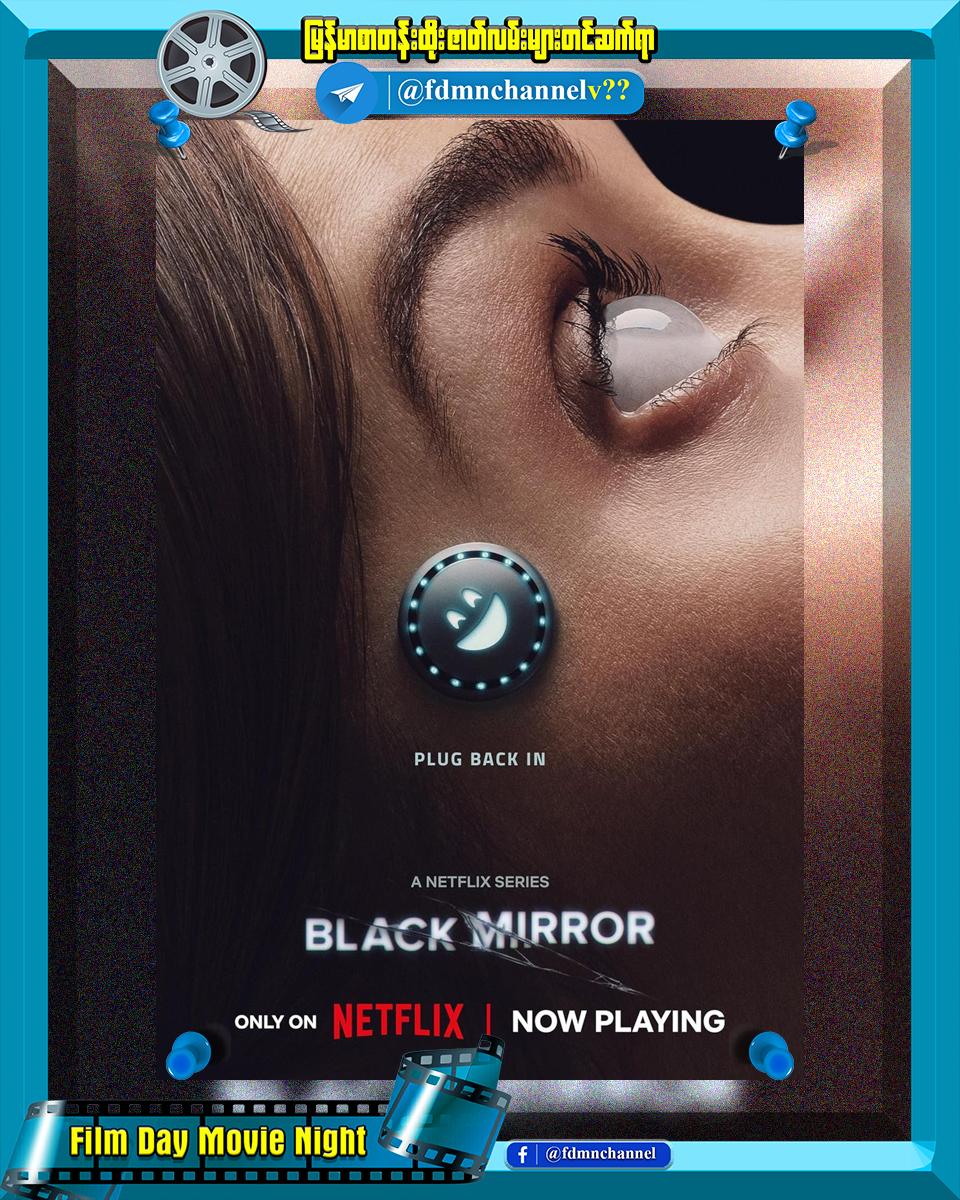 မြန်မာစာတန်းထိုးဇာတ်လမ်းများတင်ဆက်ရာ
@fdmnchannelv??
PLUG BACK IN
A NETFLIX SERIES
BLACK MIRROR
ONLY ON NETFLIX | NOW PLAYING
Film Day Movie Night
@fdmnchannel